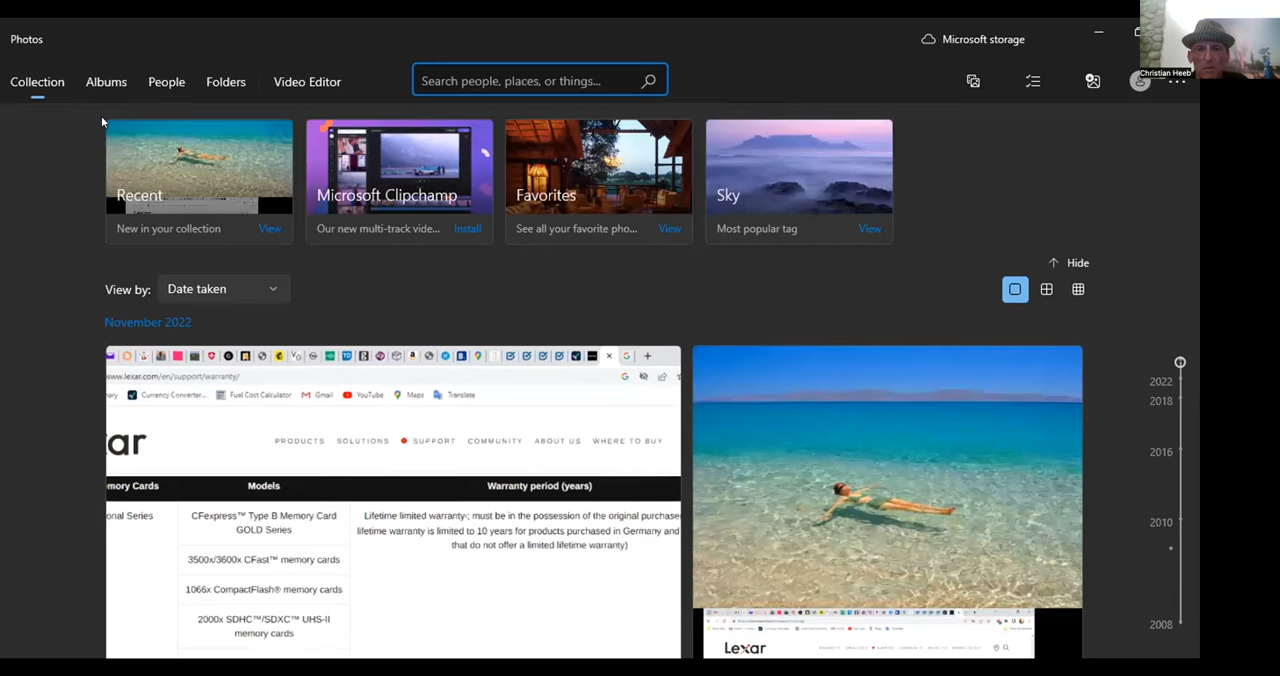 Photos
Microsoft storage
Christian Heeb
Collection Albums People Folders Video Editor
Search people, places, or things...
Recent
New in your collection View
Microsoft Clipchamp
Our new multi-track vide... Install
Favorites
See all your favorite pho... View
Sky
Most popular tag View
Hide
View by: Date taken
November 2022
www.lexar.com/en/support/warranty/
Currency Converter... Fuel Cost Calculator Gmail YouTube Maps Translate
xar
PRODUCTS SOLUTIONS SUPPORT COMMUNITY ABOUT US WHERE TO BUY
mory Cards Models Warranty period (years)
onal Series
CFexpress™ Type B Memory Card
GOLD Series
3500x/3600x CFast™ memory cards
1066x CompactFlash® memory cards
2000x SDHC™/SDXC™ UHS-II
memory cards
Lifetime limited warranty; must be in the possession of the original purchase
lifetime warranty is limited to 10 years for products purchased in Germany and
that do not offer a limited lifetime warranty)
Lexar
2022
2018
2016
2010
2008